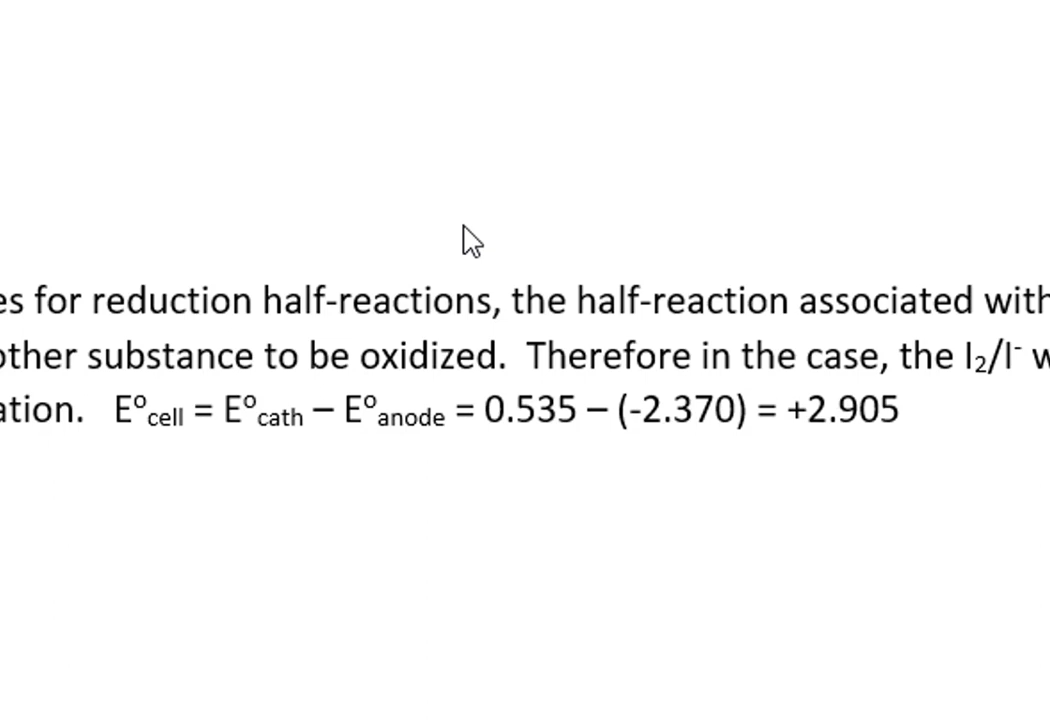 es for reduction half-reactions, the half-reaction associated with
other substance to be oxidized.  Therefore in the case, the I₂/I⁻ w
ation.   E°cell = E°cath – E°anode = 0.535 – (-2.370) = +2.905